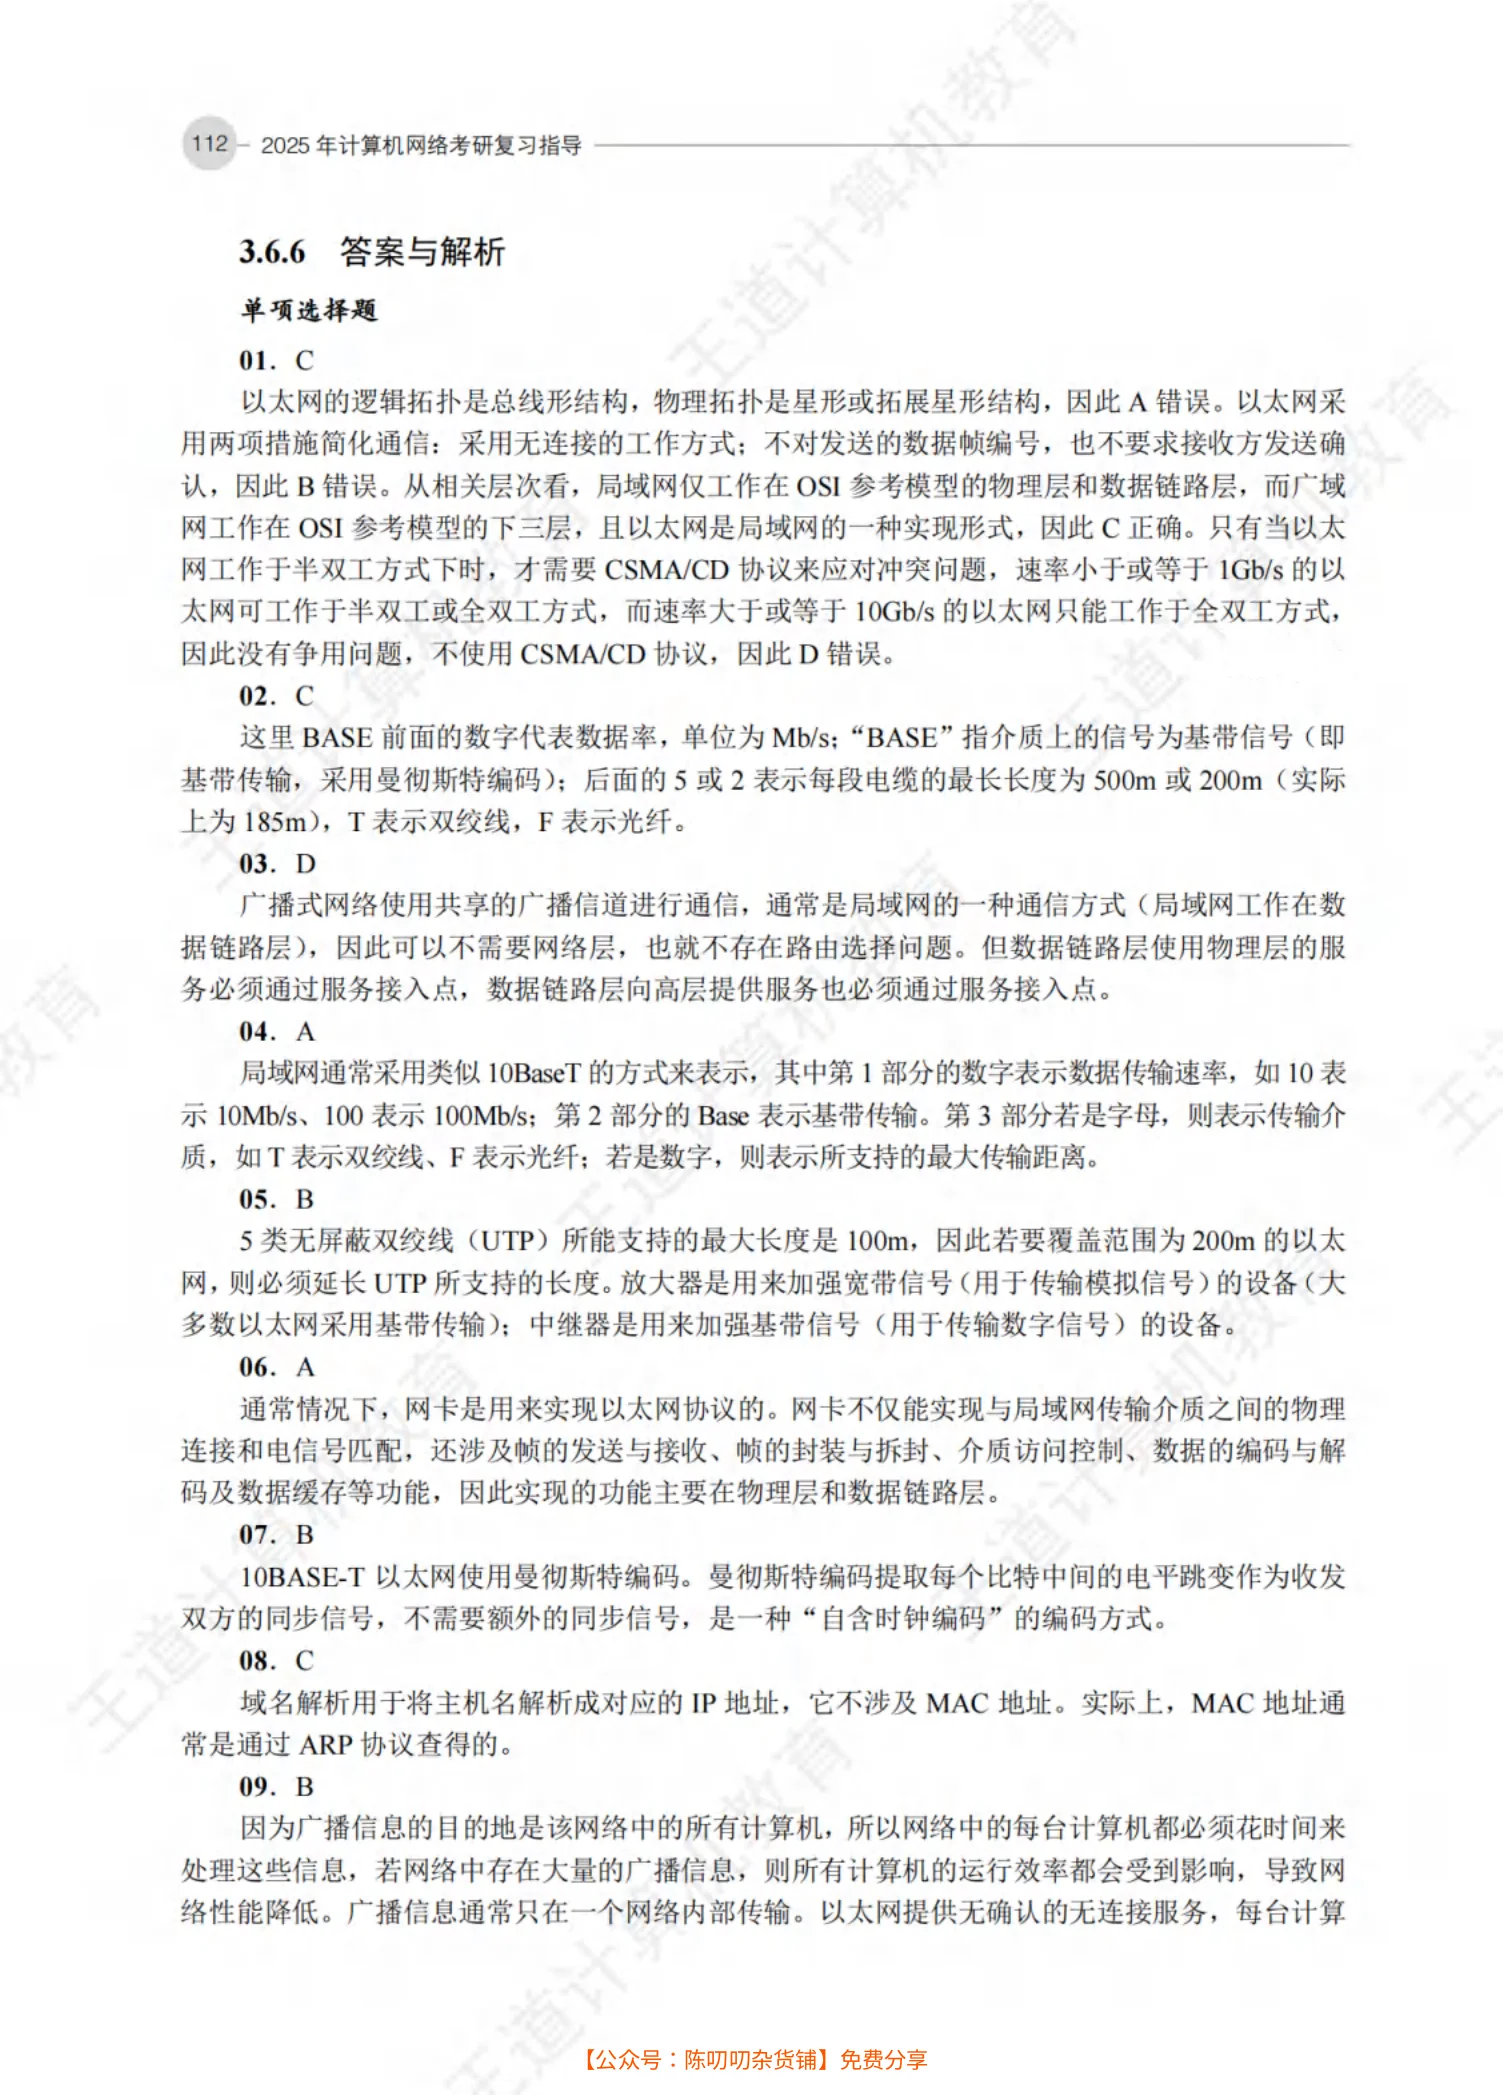 112 2025 年计算机网络考研复习指导
3.6.6 答案与解析
单项选择题
01. C
以太网的逻辑拓扑是总线形结构，物理拓扑是星形或拓展星形结构，因此 A 错误。以太网采
用两项措施简化通信：采用无连接的工作方式；不对发送的数据帧编号，也不要求接收方发送确
认，因此 B 错误。从相关层次看，局域网仅工作在 OSI 参考模型的物理层和数据链路层，而广域
网工作在 OSI 参考模型的下三层，且以太网是局域网的一种实现形式，因此 C 正确。只有当以太
网工作于半双工方式下时，才需要 CSMA/CD 协议来应对冲突问题，速率小于或等于 1Gb/s 的以
太网可工作于半双工或全双工方式，而速率大于或等于 10Gb/s 的以太网只能工作于全双工方式，
因此没有争用问题，不使用 CSMA/CD 协议，因此 D 错误。
02. C
这里 BASE 前面的数字代表数据率，单位为 Mb/s；“BASE”指介质上的信号为基带信号（即
基带传输，采用曼彻斯特编码）；后面的 5 或 2 表示每段电缆的最长长度为 500m 或 200m（实际
上为 185m），T 表示双绞线，F 表示光纤。
03. D
广播式网络使用共享的广播信道进行通信，通常是局域网的一种通信方式（局域网工作在数
据链路层），因此可以不需要网络层，也就不存在路由选择问题。但数据链路层使用物理层的服
务必须通过服务接入点，数据链路层向高层提供服务也必须通过服务接入点。
04. A
局域网通常采用类似 10BaseT 的方式来表示，其中第 1 部分的数字表示数据传输速率，如 10 表
示 10Mb/s、100 表示 100Mb/s；第 2 部分的 Base 表示基带传输。第 3 部分若是字母，则表示传输介
质，如 T 表示双绞线、F 表示光纤；若是数字，则表示所支持的最大传输距离。
05. B
5 类无屏蔽双绞线（UTP）所能支持的最大长度是 100m，因此若要覆盖范围为 200m 的以太
网，则必须延长 UTP 所支持的长度。放大器是用来加强宽带信号（用于传输模拟信号）的设备（大
多数以太网采用基带传输）；中继器是用来加强基带信号（用于传输数字信号）的设备。
06. A
通常情况下，网卡是用来实现以太网协议的。网卡不仅能实现与局域网传输介质之间的物理
连接和电信号匹配，还涉及帧的发送与接收、帧的封装与拆封、介质访问控制、数据的编码与解
码及数据缓存等功能，因此实现的功能主要在物理层和数据链路层。
07. B
10BASE-T 以太网使用曼彻斯特编码。曼彻斯特编码提取每个比特中间的电平跳变作为收发
双方的同步信号，不需要额外的同步信号，是一种“自含时钟编码”的编码方式。
08. C
域名解析用于将主机名解析成对应的 IP 地址，它不涉及 MAC 地址。实际上，MAC 地址通
常是通过 ARP 协议查得的。
09. B
因为广播信息的目的地是该网络中的所有计算机，所以网络中的每台计算机都必须花时间来
处理这些信息，若网络中存在大量的广播信息，则所有计算机的运行效率都会受到影响，导致网
络性能降低。广播信息通常只在一个网络内部传输。以太网提供无确认的无连接服务，每台计算
【公众号：陈叨叨杂货铺】免费分享
王道计算机教育
王道计算机教育
王道计算机教育
王道计算机教育
王道计算机教育
王道计算机教育
王道计算机教育